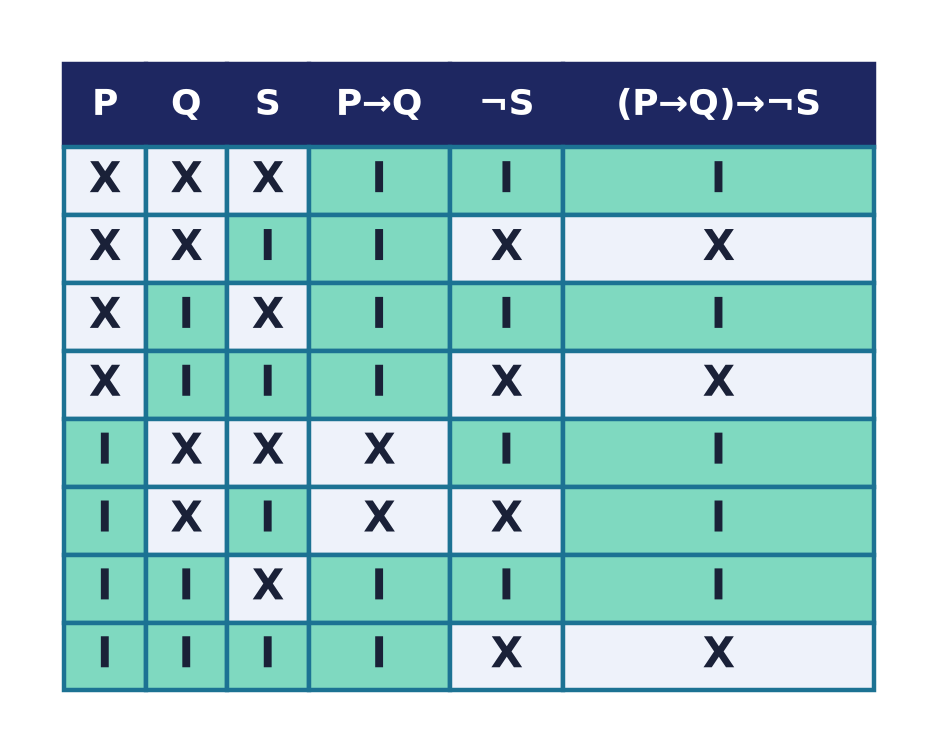 P Q S P→Q ¬S (P→Q)→¬S
X X X I I I
X X I I X X
X I X I I I
X I I I X X
I X X X I I
I X I X X I
I I X I I I
I I I I X X